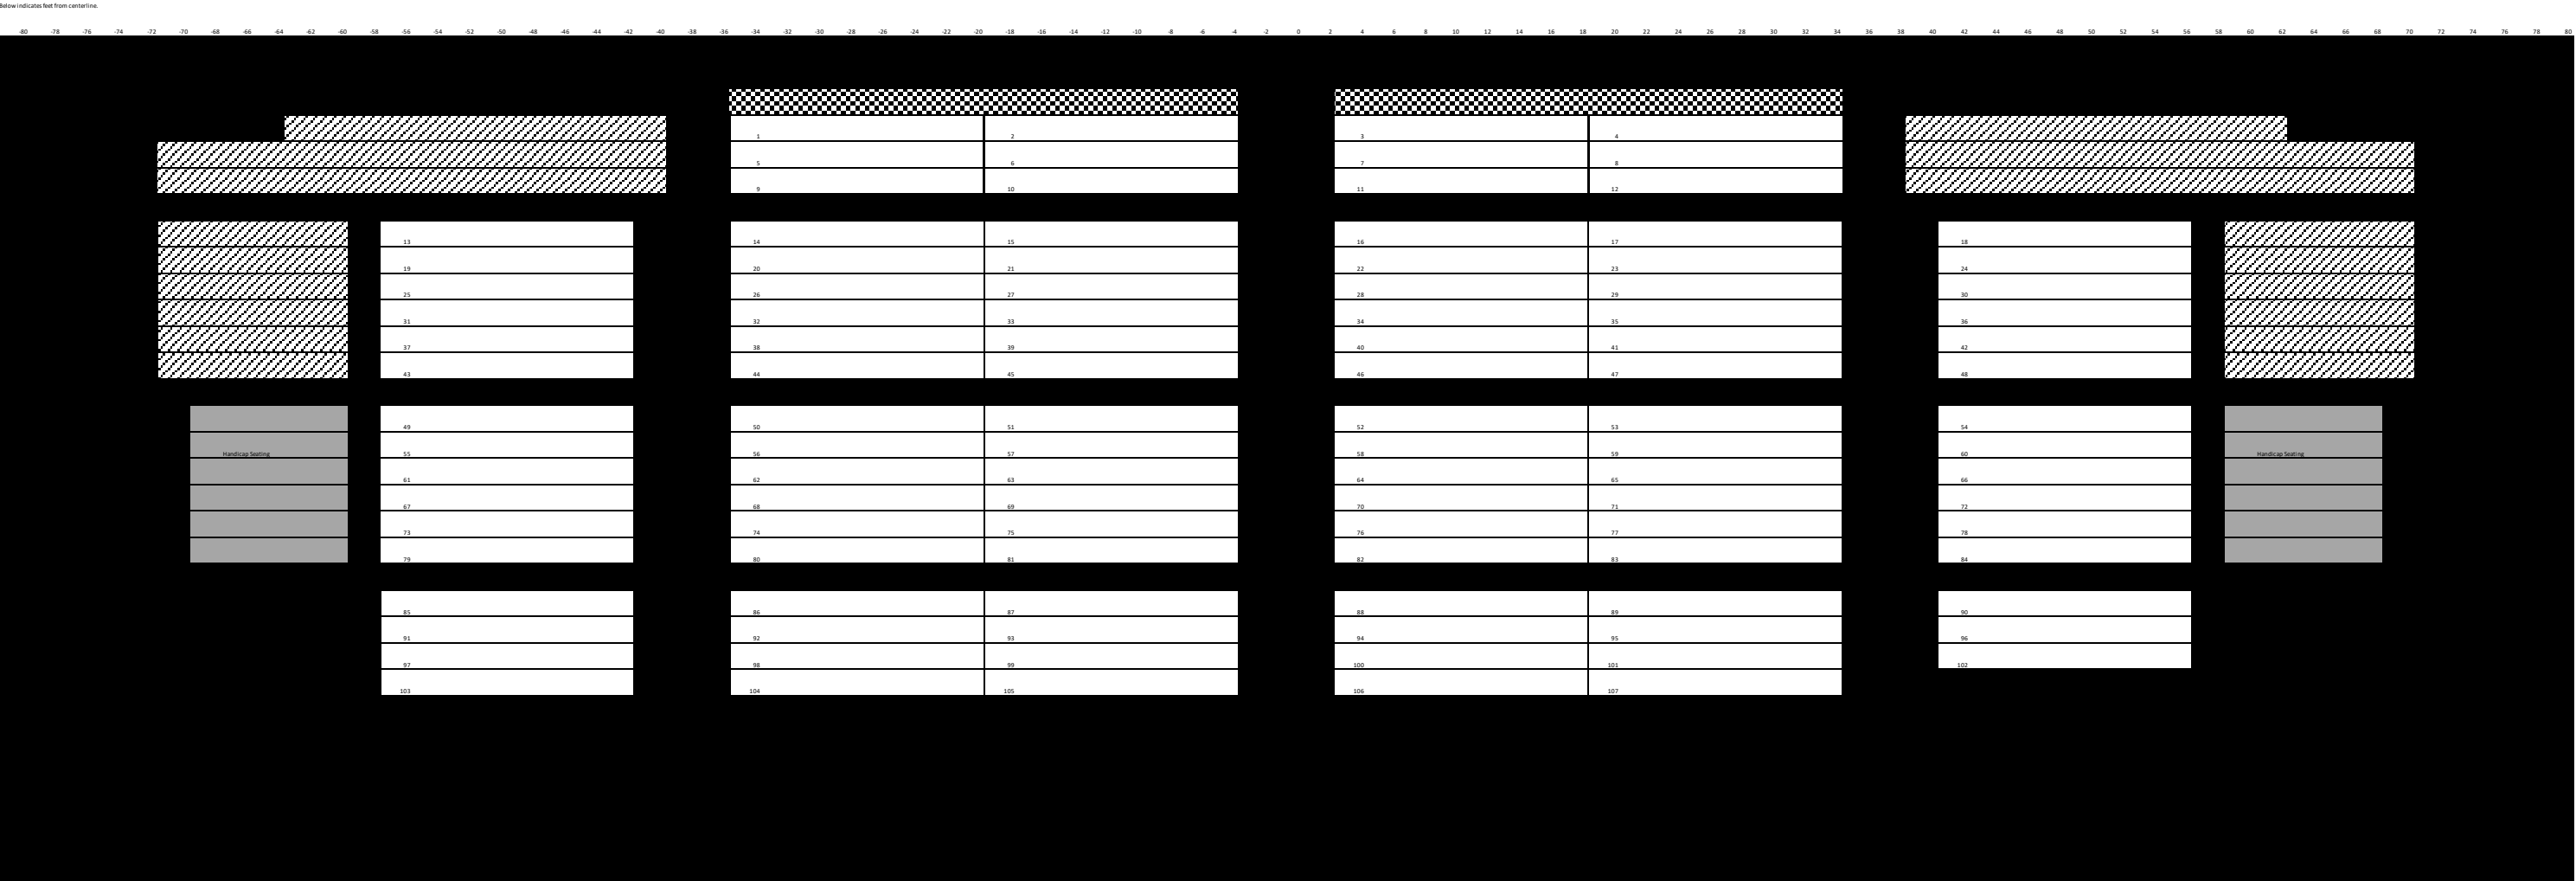 Below indicates feet from centerline.
-80 -78 -76 -74 -72 -70 -68 -66 -64 -62 -60 -58 -56 -54 -52 -50 -48 -46 -44 -42 -40 -38 -36 -34 -32 -30 -28 -26 -24 -22 -20 -18 -16 -14 -12 -10 -8 -6 -4 -2 0 2 4 6 8 10 12 14 16 18 20 22 24 26 28 30 32 34 36 38 40 42 44 46 48 50 52 54 56 58 60 62 64 66 68 70 72 74 76 78 80
1 2 3 4
5 6 7 8
9 10 11 12
13 14 15 16 17 18
19 20 21 22 23 24
25 26 27 28 29 30
31 32 33 34 35 36
37 38 39 40 41 42
43 44 45 46 47 48
49 50 51 52 53 54
Handicap Seating 55 56 57 58 59 60 Handicap Seating
61 62 63 64 65 66
67 68 69 70 71 72
73 74 75 76 77 78
79 80 81 82 83 84
85 86 87 88 89 90
91 92 93 94 95 96
97 98 99 100 101 102
103 104 105 106 107